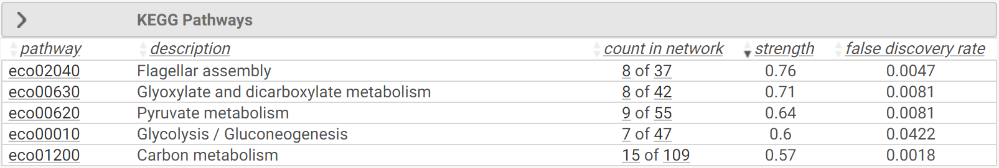 KEGG Pathways
pathway description count in network strength false discovery rate
eco02040 Flagellar assembly 8 of 37 0.76 0.0047
eco00630 Glyoxylate and dicarboxylate metabolism 8 of 42 0.71 0.0081
eco00620 Pyruvate metabolism 9 of 55 0.64 0.0081
eco00010 Glycolysis / Gluconeogenesis 7 of 47 0.6 0.0422
eco01200 Carbon metabolism 15 of 109 0.57 0.0018